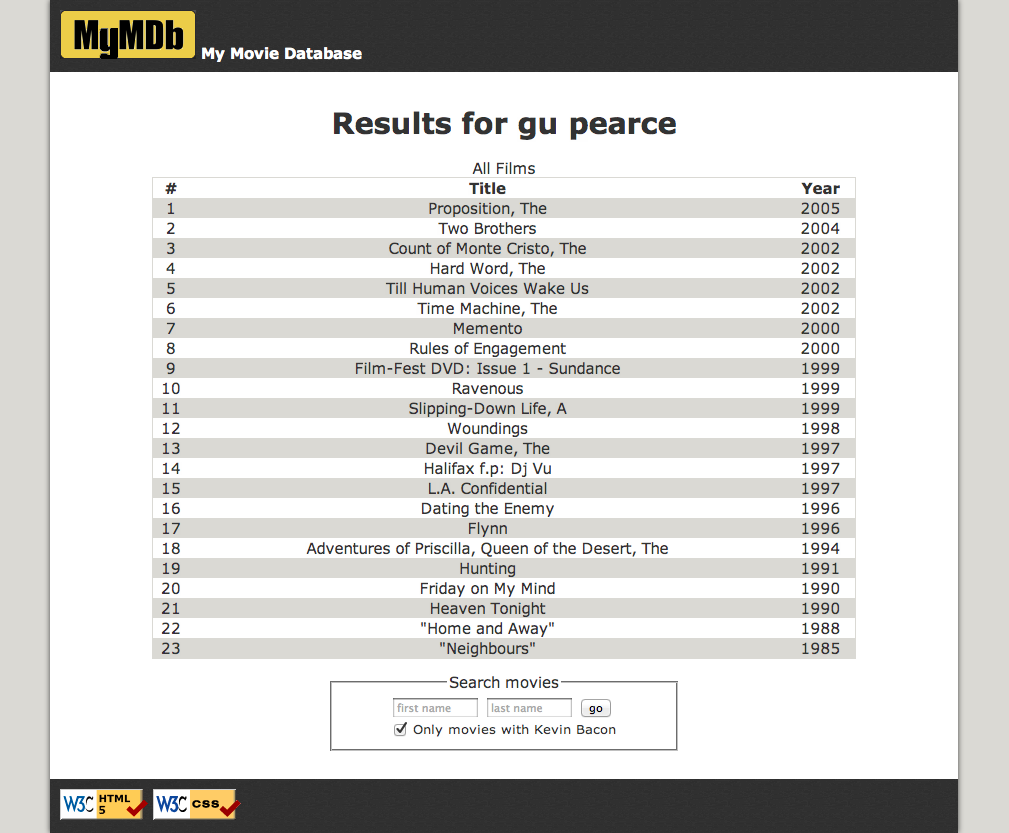 MyMDb My Movie Database
Results for gu pearce
All Films
# Title Year
1 Proposition, The 2005
2 Two Brothers 2004
3 Count of Monte Cristo, The 2002
4 Hard Word, The 2002
5 Till Human Voices Wake Us 2002
6 Time Machine, The 2002
7 Memento 2000
8 Rules of Engagement 2000
9 Film-Fest DVD: Issue 1 - Sundance 1999
10 Ravenous 1999
11 Slipping-Down Life, A 1999
12 Woundings 1998
13 Devil Game, The 1997
14 Halifax f.p: Dj Vu 1997
15 L.A. Confidential 1997
16 Dating the Enemy 1996
17 Flynn 1996
18 Adventures of Priscilla, Queen of the Desert, The 1994
19 Hunting 1991
20 Friday on My Mind 1990
21 Heaven Tonight 1990
22 "Home and Away" 1988
23 "Neighbours" 1985
Search movies
first name last name go
Only movies with Kevin Bacon
W3C HTML 5 W3C css